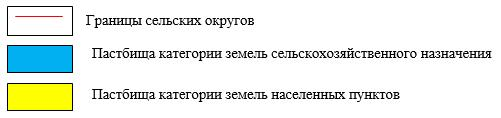 Границы сельских округов
Пастбища категории земель сельскохозяйственного назначения
Пастбища категории земель населенных пунктов